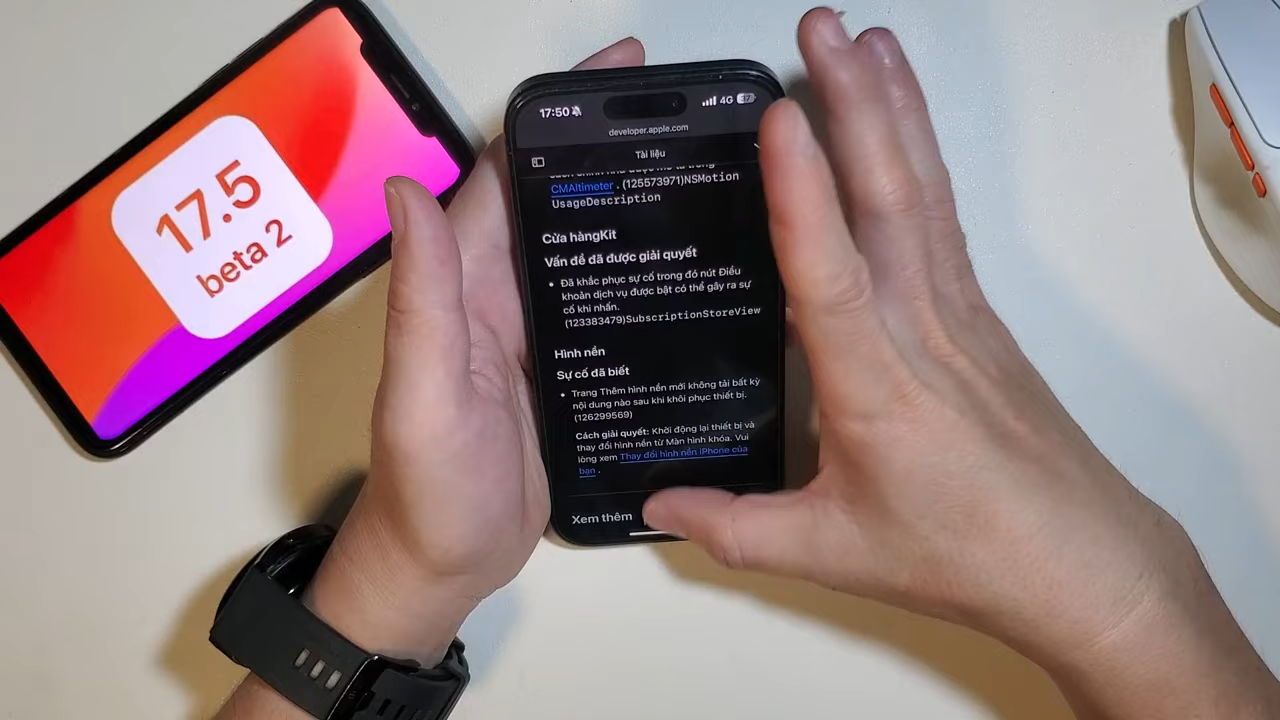 17.5
beta 2
17:50
4G
developer.apple.com
Tài liệu
CMAltimeter.(125573971)NSMotion
UsageDescription
Cửa hàngKit
Vấn đề đã được giải quyết
• Đã khắc phục sự cố trong đó nút Điều
khoản dịch vụ được bật có thể gây ra sự
cố khi nhấn.
(123383479)SubscriptionStoreView
Hình nền
Sự cố đã biết
• Trang Thêm hình nền mới không tải bất kỳ
nội dung nào sau khi khôi phục thiết bị.
(126299569)
Cách giải quyết: Khởi động lại thiết bị và
thay đổi hình nền từ Màn hình khóa. Vui
lòng xem Thay đổi hình nền iPhone của
bạn .
Xem thêm